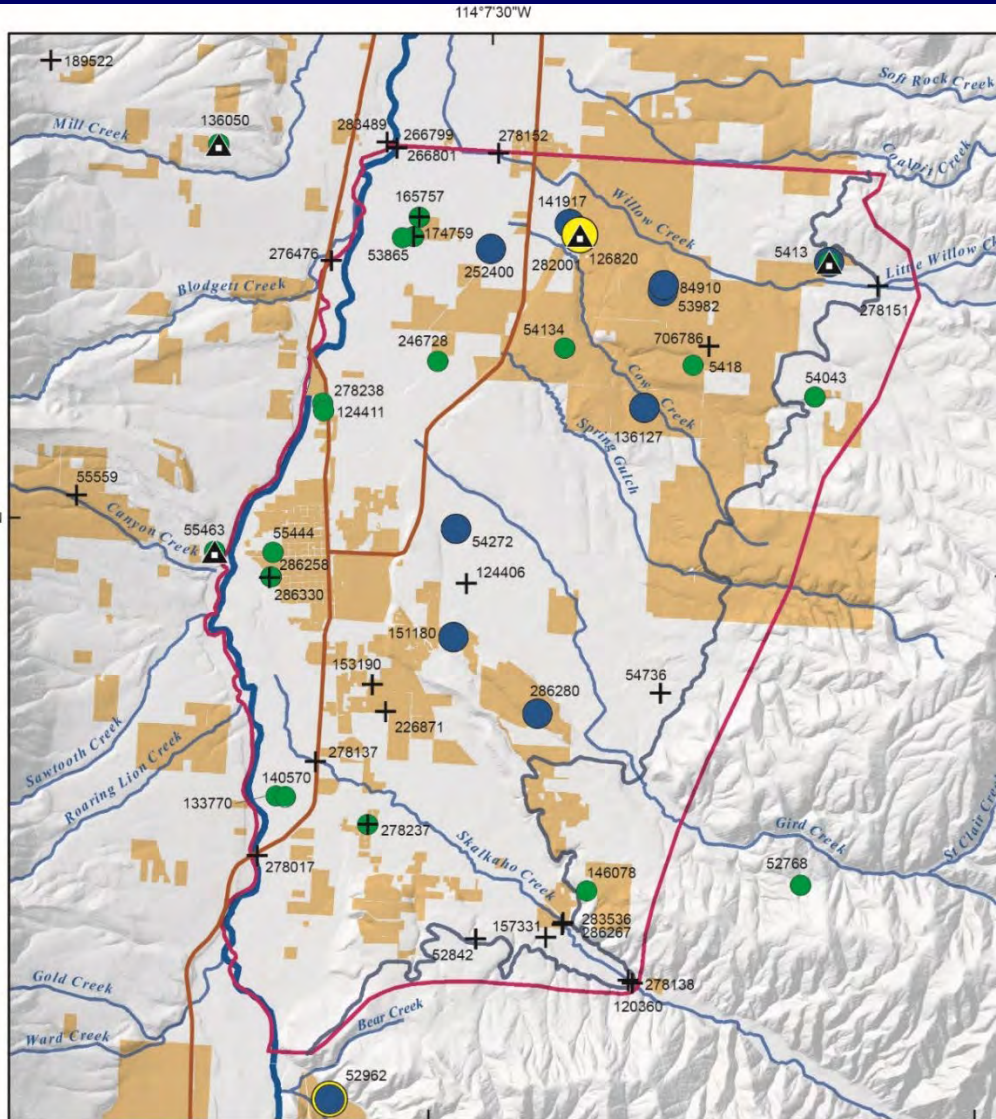 114°7'30"W
189522
Soft Rock Creek
136050
Mill Creek
283489
266799
278152
266801
Coalpit Creek
165757
141917
Willow Creek
174759
53865
276476
252400
282001
126820
5413
Little Willow
Blodgett Creek
84910
53982
278151
246728
54134
706786
5418
54043
278238
124411
Cow Creek
136127
Spring Gulch
55559
Canyon Creek
55463
55444
54272
286258
124406
286330
151180
153190
54736
286280
226871
Sawtooth Creek
Roaring Lion Creek
278137
140570
133770
278237
Skalkaho Creek
Gird Creek
St Clair Cree
278017
146078
52768
283536
157331
286267
52842
278138
120360
Gold Creek
Bear Creek
Ward Creek
52962